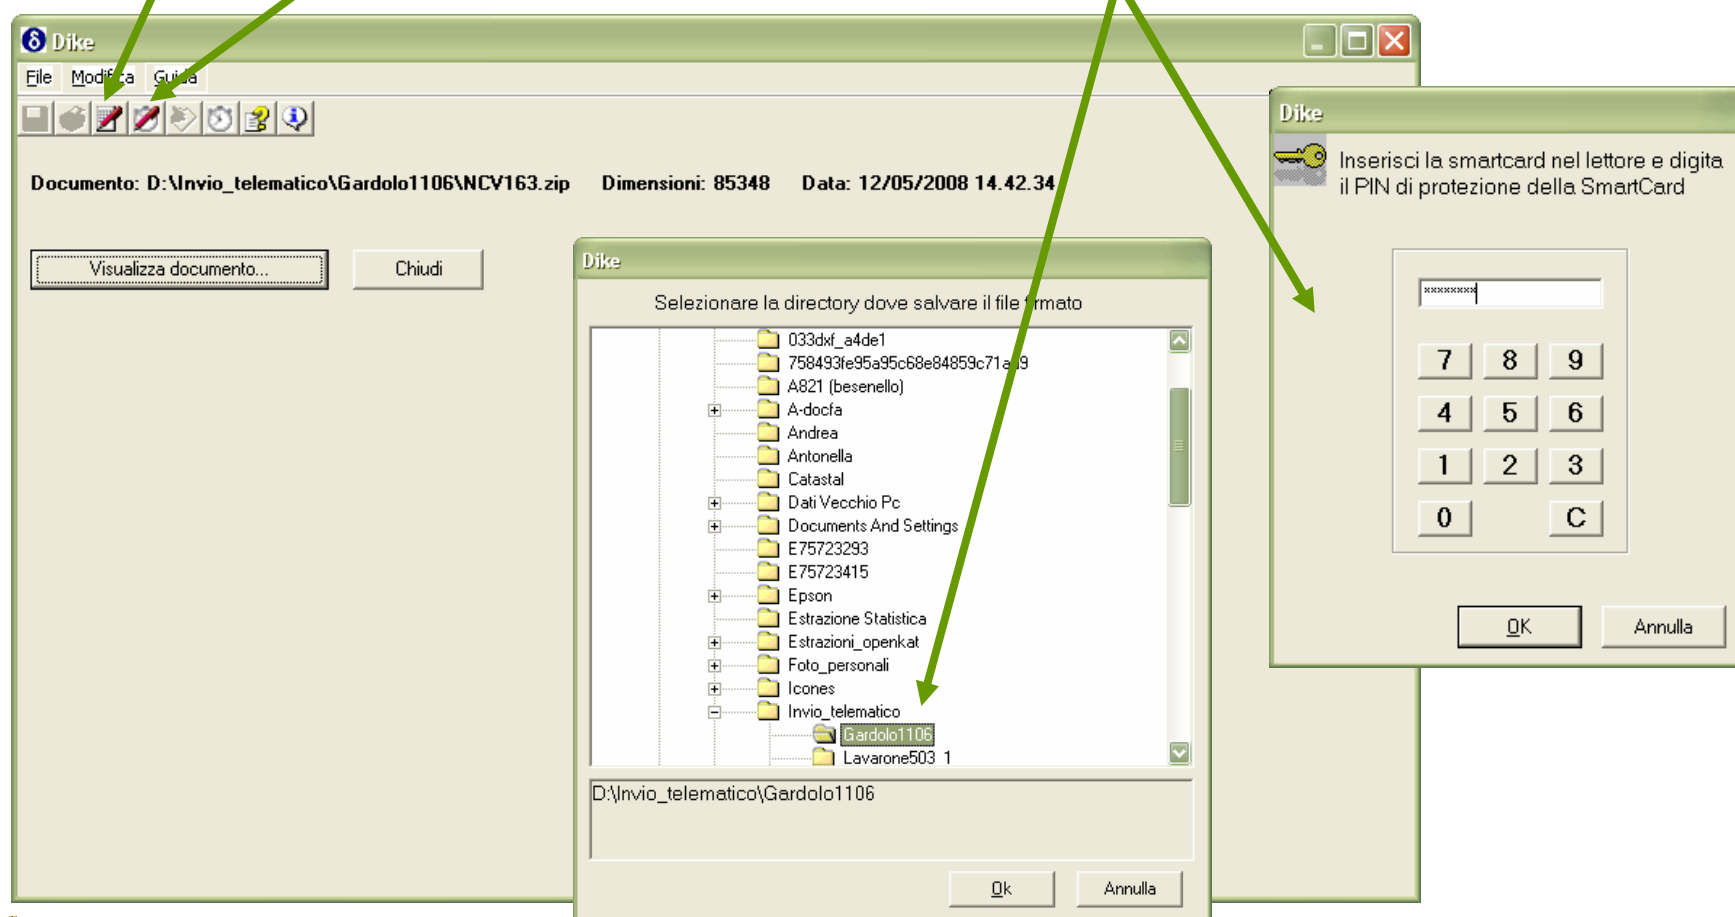 Dike
File Modifica Guida
Documento: D:\Invio_telematico\Gardolo1106\NCV163.zip Dimensioni: 85348 Data: 12/05/2008 14.42.34
Visualizza documento... Chiudi
Dike
Selezionare la directory dove salvare il file firmato
033dxf_a4de1
A821 (besenello)
A-docfa
Andrea
Antonella
Catastal
Dati Vecchio Pc
Documents And Settings
E75723293
E75723415
Epson
Estrazione Statistica
Estrazioni_openkat
Foto_personali
Icones
Invio_telematico
Gardolo1106
Lavarone503_1
D:\Invio_telematico\Gardolo1106
Ok Annulla
Dike
Inserisci la smartcard nel lettore e digita
il PIN di protezione della SmartCard
********
7 8 9
4 5 6
1 2 3
0 C
OK Annulla